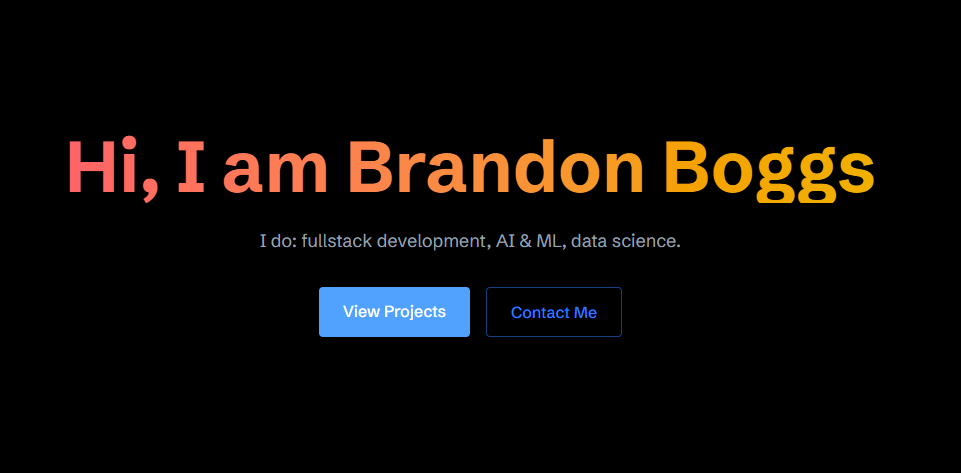 Hi, I am Brandon Boggs
I do: fullstack development, AI & ML, data science.
View Projects
Contact Me